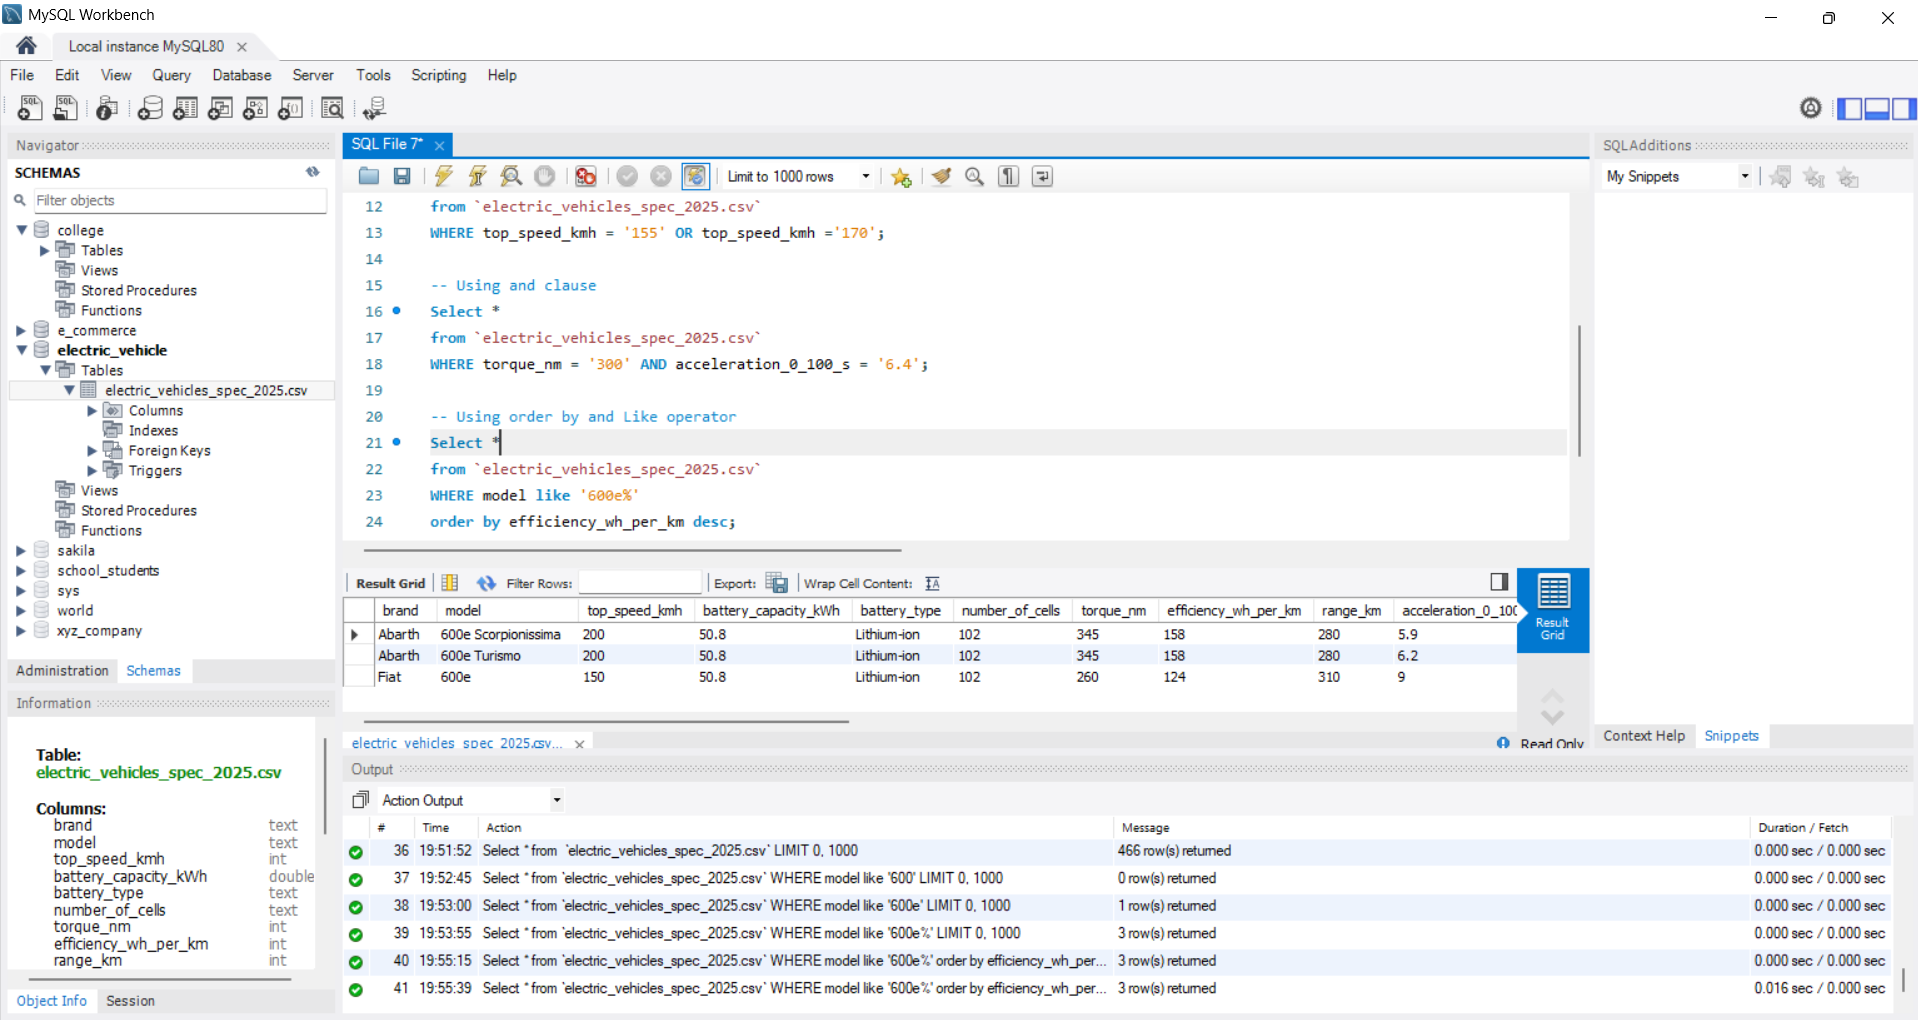 MySQL Workbench
Local instance MySQL80
File Edit View Query Database Server Tools Scripting Help
Navigator
SCHEMAS
Filter objects
college
Tables
Views
Stored Procedures
Functions
e_commerce
electric_vehicle
Tables
electric_vehicles_spec_2025.csv
Columns
Indexes
Foreign Keys
Triggers
Views
Stored Procedures
Functions
sakila
school_students
sys
world
xyz_company
Administration Schemas
Information
Table:
electric_vehicles_spec_2025.csv
Columns:
brand text
model text
top_speed_kmh int
battery_capacity_kWh double
battery_type text
number_of_cells text
torque_nm int
efficiency_wh_per_km int
range_km int
Object Info Session
SQL File 7*
Limit to 1000 rows
12 from `electric_vehicles_spec_2025.csv`
13 WHERE top_speed_kmh = '155' OR top_speed_kmh ='170';
14
15 -- Using and clause
16 Select *
17 from `electric_vehicles_spec_2025.csv`
18 WHERE torque_nm = '300' AND acceleration_0_100_s = '6.4';
19
20 -- Using order by and Like operator
21 Select *
22 from `electric_vehicles_spec_2025.csv`
23 WHERE model like '600e%'
24 order by efficiency_wh_per_km desc;
Result Grid Filter Rows: Export: Wrap Cell Content:
brand model top_speed_kmh battery_capacity_kWh battery_type number_of_cells torque_nm efficiency_wh_per_km range_km acceleration_0_100
Abarth 600e Scorpionissima 200 50.8 Lithium-ion 102 345 158 280 5.9
Abarth 600e Turismo 200 50.8 Lithium-ion 102 345 158 280 6.2
Fiat 600e 150 50.8 Lithium-ion 102 260 124 310 9
Result
Grid
electric_vehicles_spec_2025.csv...
Read Only
Output
Action Output
# Time Action Message Duration / Fetch
36 19:51:52 Select * from `electric_vehicles_spec_2025.csv` LIMIT 0, 1000 466 row(s) returned 0.000 sec / 0.000 sec
37 19:52:45 Select * from `electric_vehicles_spec_2025.csv` WHERE model like '600' LIMIT 0, 1000 0 row(s) returned 0.000 sec / 0.000 sec
38 19:53:00 Select * from `electric_vehicles_spec_2025.csv` WHERE model like '600e' LIMIT 0, 1000 1 row(s) returned 0.000 sec / 0.000 sec
39 19:53:55 Select * from `electric_vehicles_spec_2025.csv` WHERE model like '600e%' LIMIT 0, 1000 3 row(s) returned 0.000 sec / 0.000 sec
40 19:55:15 Select * from `electric_vehicles_spec_2025.csv` WHERE model like '600e%' order by efficiency_wh_per... 3 row(s) returned 0.000 sec / 0.000 sec
41 19:55:39 Select * from `electric_vehicles_spec_2025.csv` WHERE model like '600e%' order by efficiency_wh_per... 3 row(s) returned 0.016 sec / 0.000 sec
SQLAdditions
My Snippets
Context Help Snippets